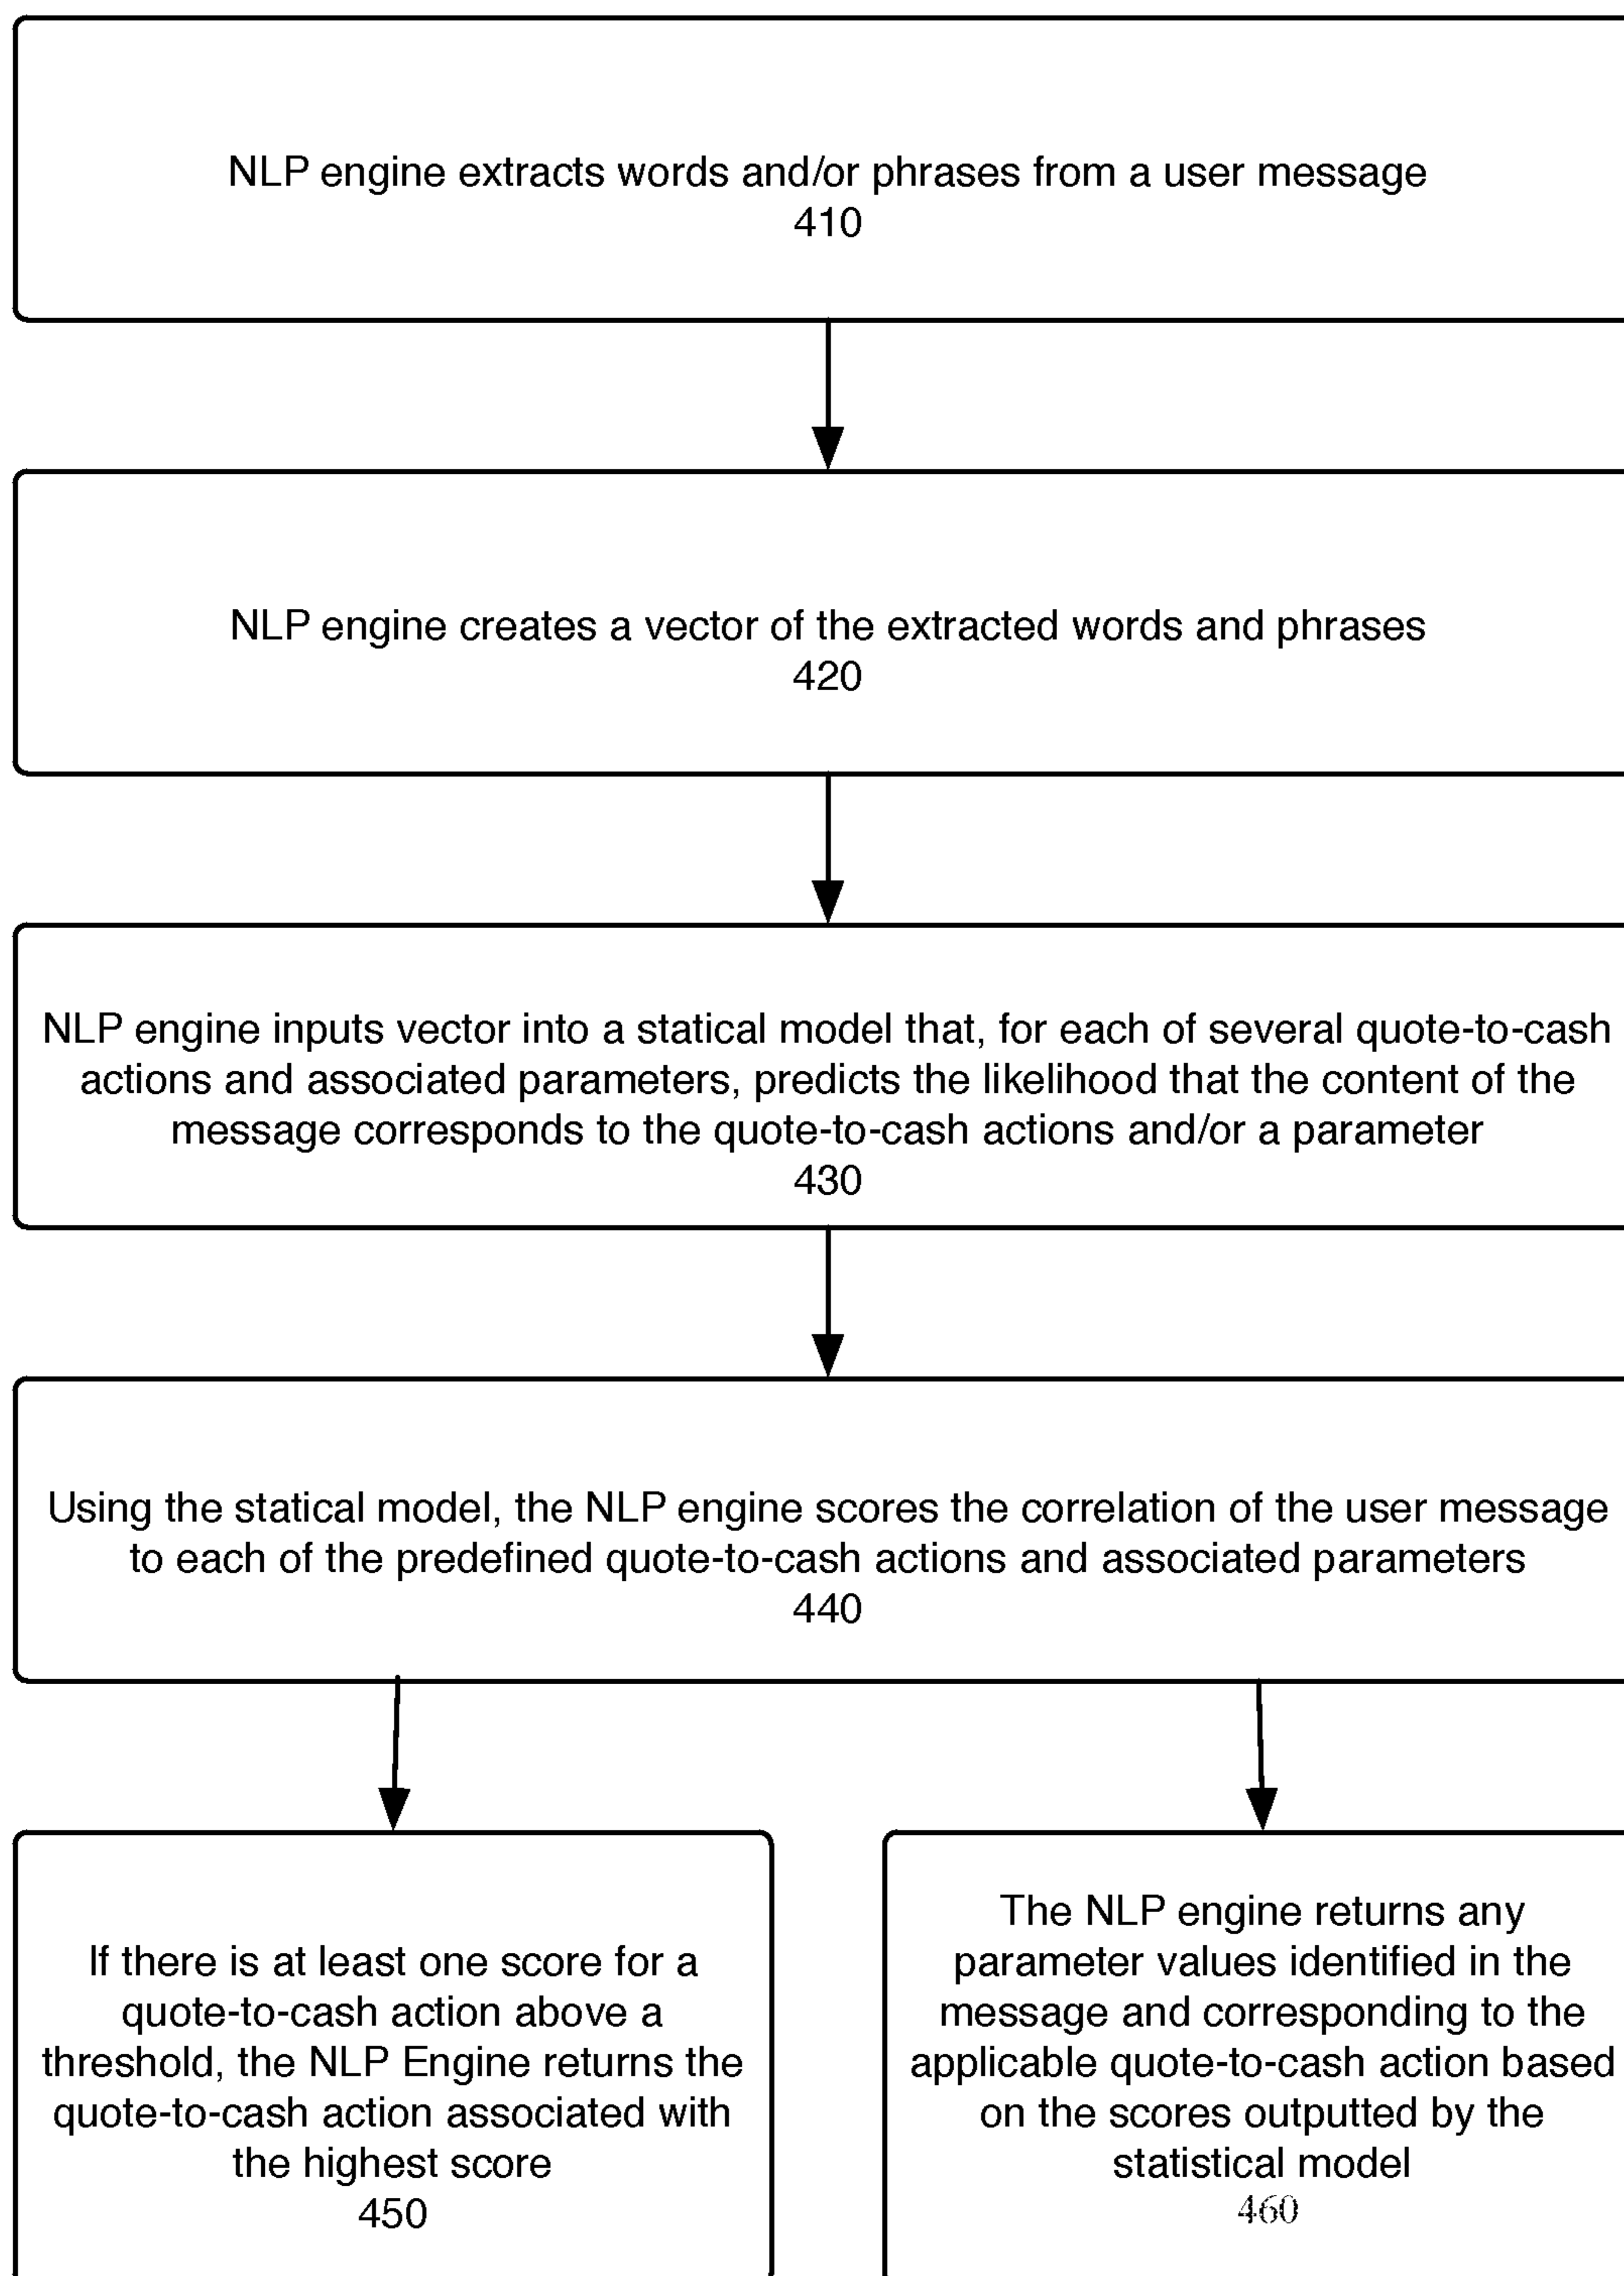 NLP engine extracts words and/or phrases from a user message
410
NLP engine creates a vector of the extracted words and phrases
420
NLP engine inputs vector into a statical model that, for each of several quote-to-cash
actions and associated parameters, predicts the likelihood that the content of the
message corresponds to the quote-to-cash actions and/or a parameter
430
Using the statical model, the NLP engine scores the correlation of the user message
to each of the predefined quote-to-cash actions and associated parameters
440
If there is at least one score for a
quote-to-cash action above a
threshold, the NLP Engine returns the
quote-to-cash action associated with
the highest score
450
The NLP engine returns any
parameter values identified in the
message and corresponding to the
applicable quote-to-cash action based
on the scores outputted by the
statistical model
460